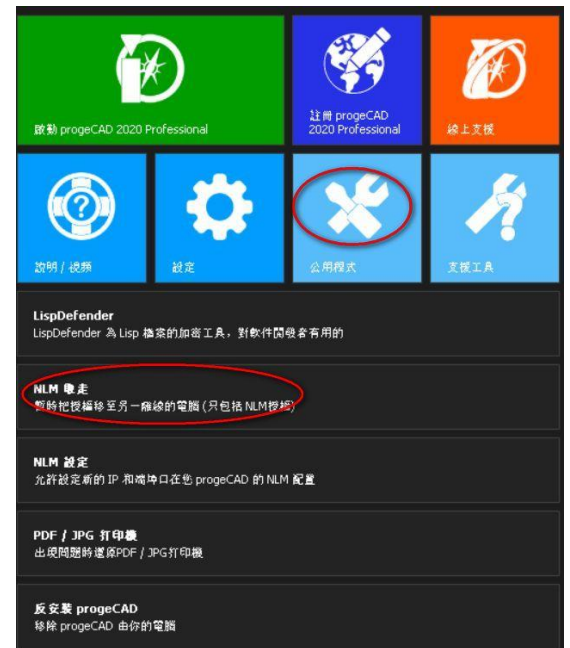 啟動 progeCAD 2020 Professional
註冊 progeCAD
2020 Professional
線上支援
說明 / 視頻
設定
公用程式
支援工具
LispDefender
LispDefender 為 Lisp 檔案的加密工具，對軟件開發者有用的
NLM 取走
暫時把授權移至另一離線的電腦 (只包括 NLM授權)
NLM 設定
允許設定新的 IP 和端埠口在您 progeCAD 的 NLM 配置
PDF / JPG 打印機
出現問題時還原PDF / JPG打印機
反安裝 progeCAD
移除 progeCAD 由你的電腦